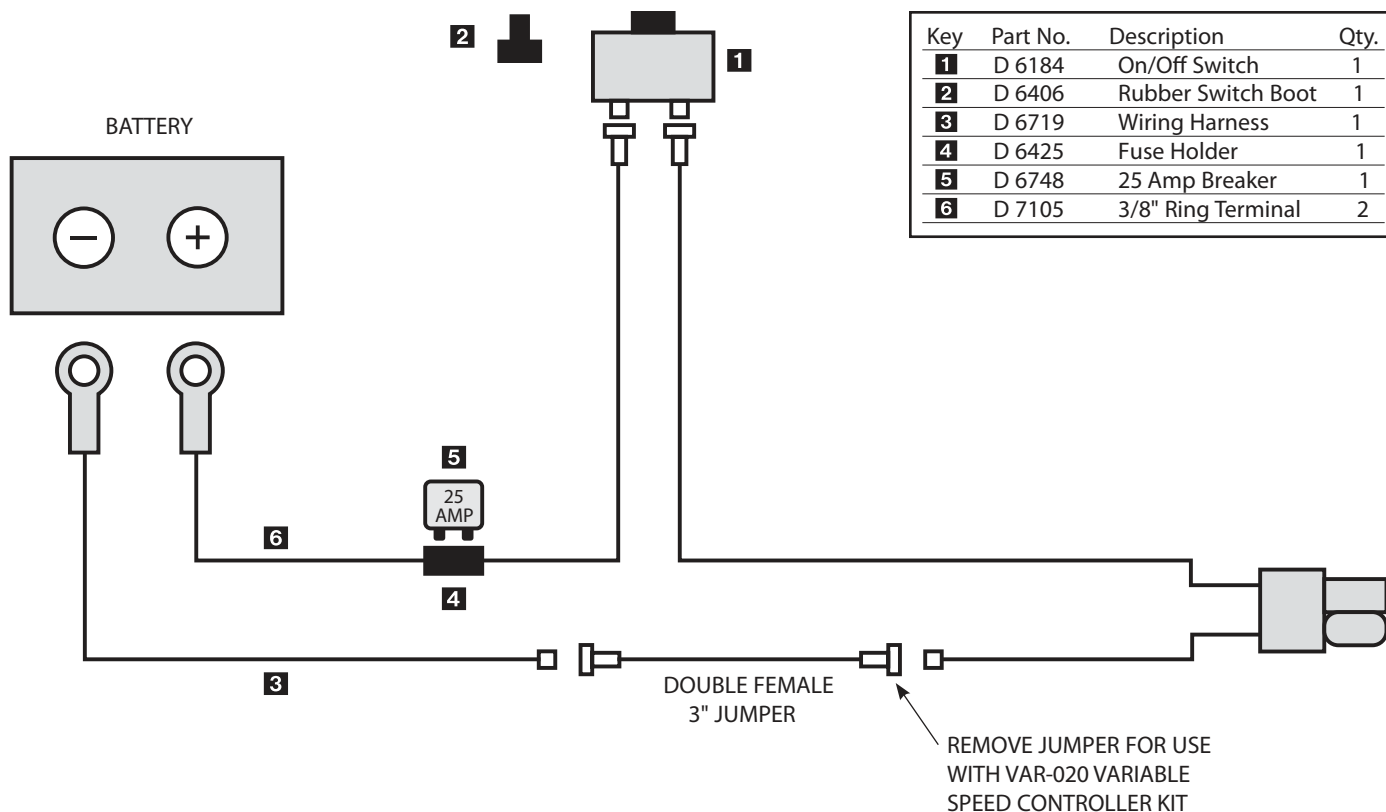 2
1
Key Part No. Description Qty.
1 D 6184 On/Off Switch 1
2 D 6406 Rubber Switch Boot 1
3 D 6719 Wiring Harness 1
4 D 6425 Fuse Holder 1
5 D 6748 25 Amp Breaker 1
6 D 7105 3/8" Ring Terminal 2
BATTERY
− +
5
25
AMP
6
4
3
DOUBLE FEMALE
3" JUMPER
REMOVE JUMPER FOR USE
WITH VAR-020 VARIABLE
SPEED CONTROLLER KIT